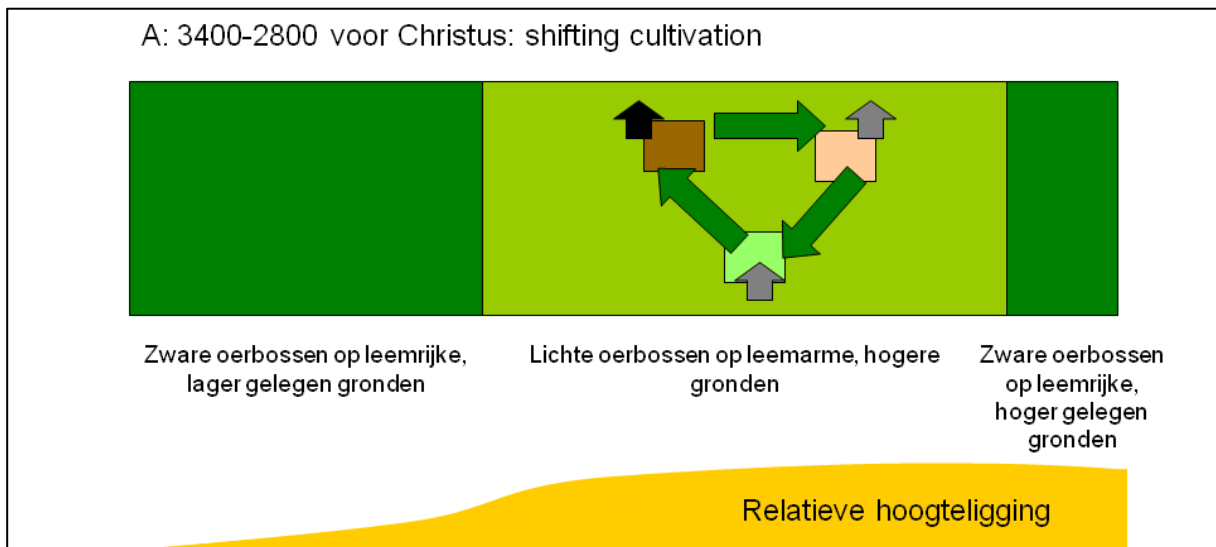 A: 3400-2800 voor Christus: shifting cultivation
Zware oerbossen op leemrijke,
lager gelegen gronden
Lichte oerbossen op leemarme, hogere
gronden
Zware oerbossen
op leemrijke,
hoger gelegen
gronden
Relatieve hoogteligging